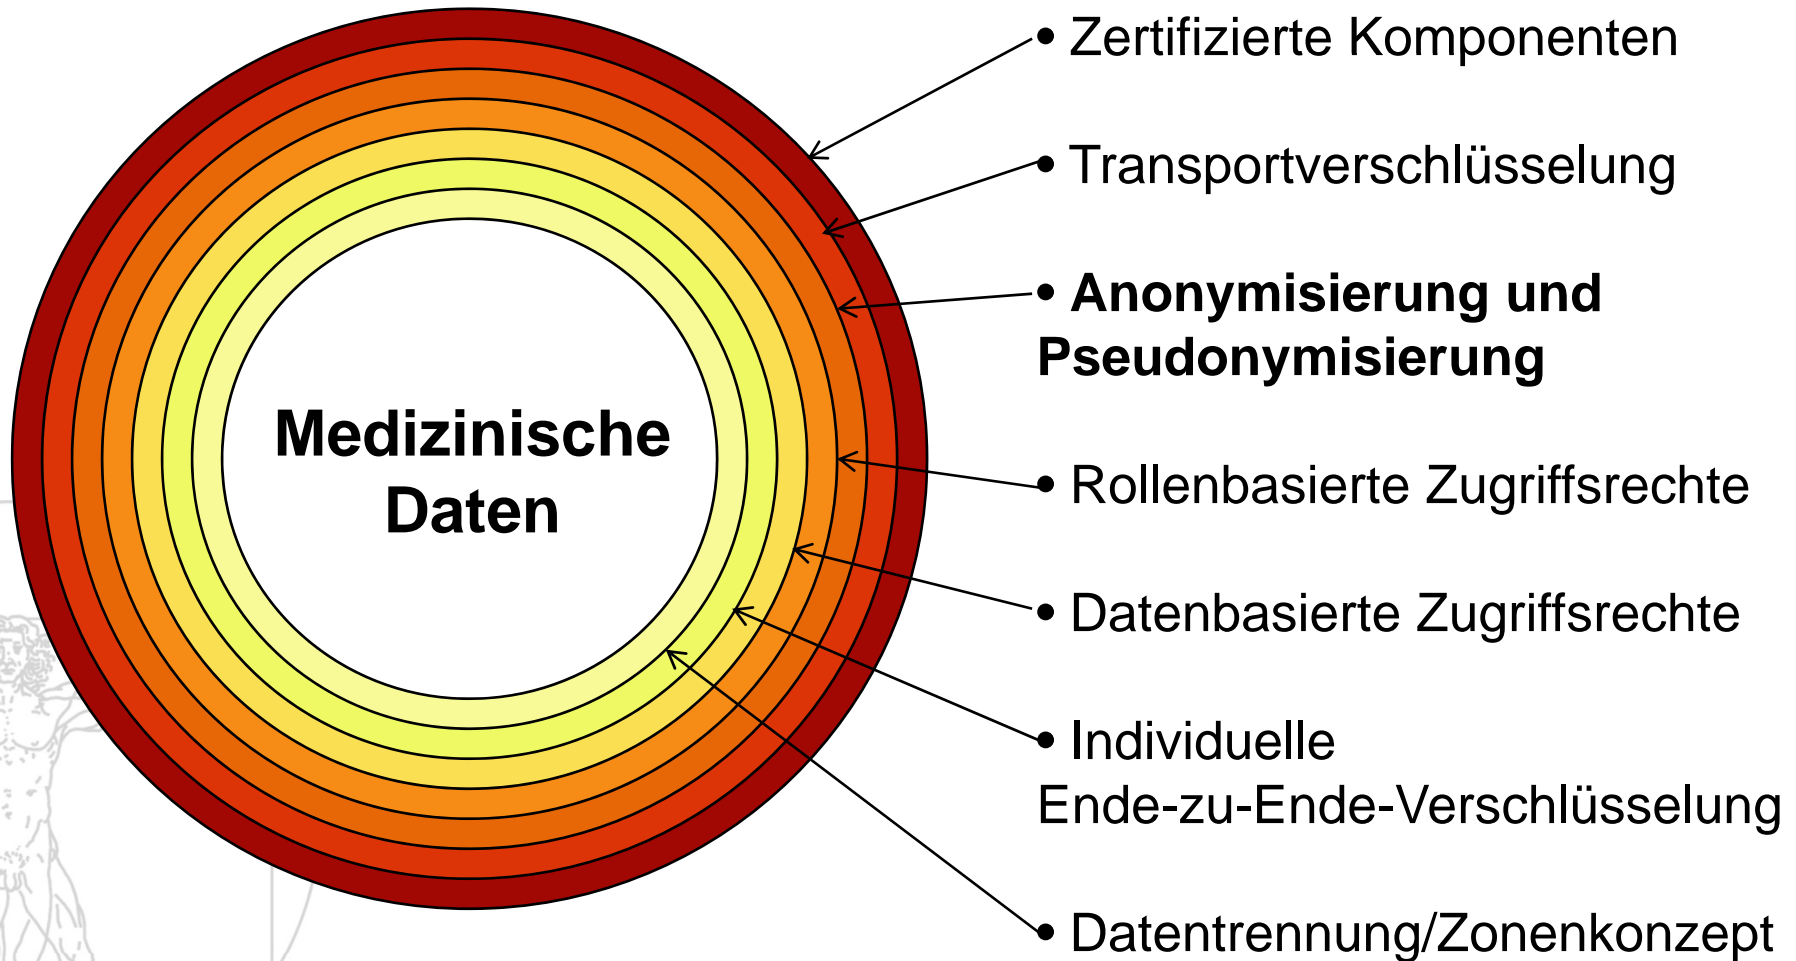 Medizinische
Daten
• Zertifizierte Komponenten
• Transportverschlüsselung
• Anonymisierung und
Pseudonymisierung
• Rollenbasierte Zugriffsrechte
• Datenbasierte Zugriffsrechte
• Individuelle
Ende-zu-Ende-Verschlüsselung
• Datentrennung/Zonenkonzept